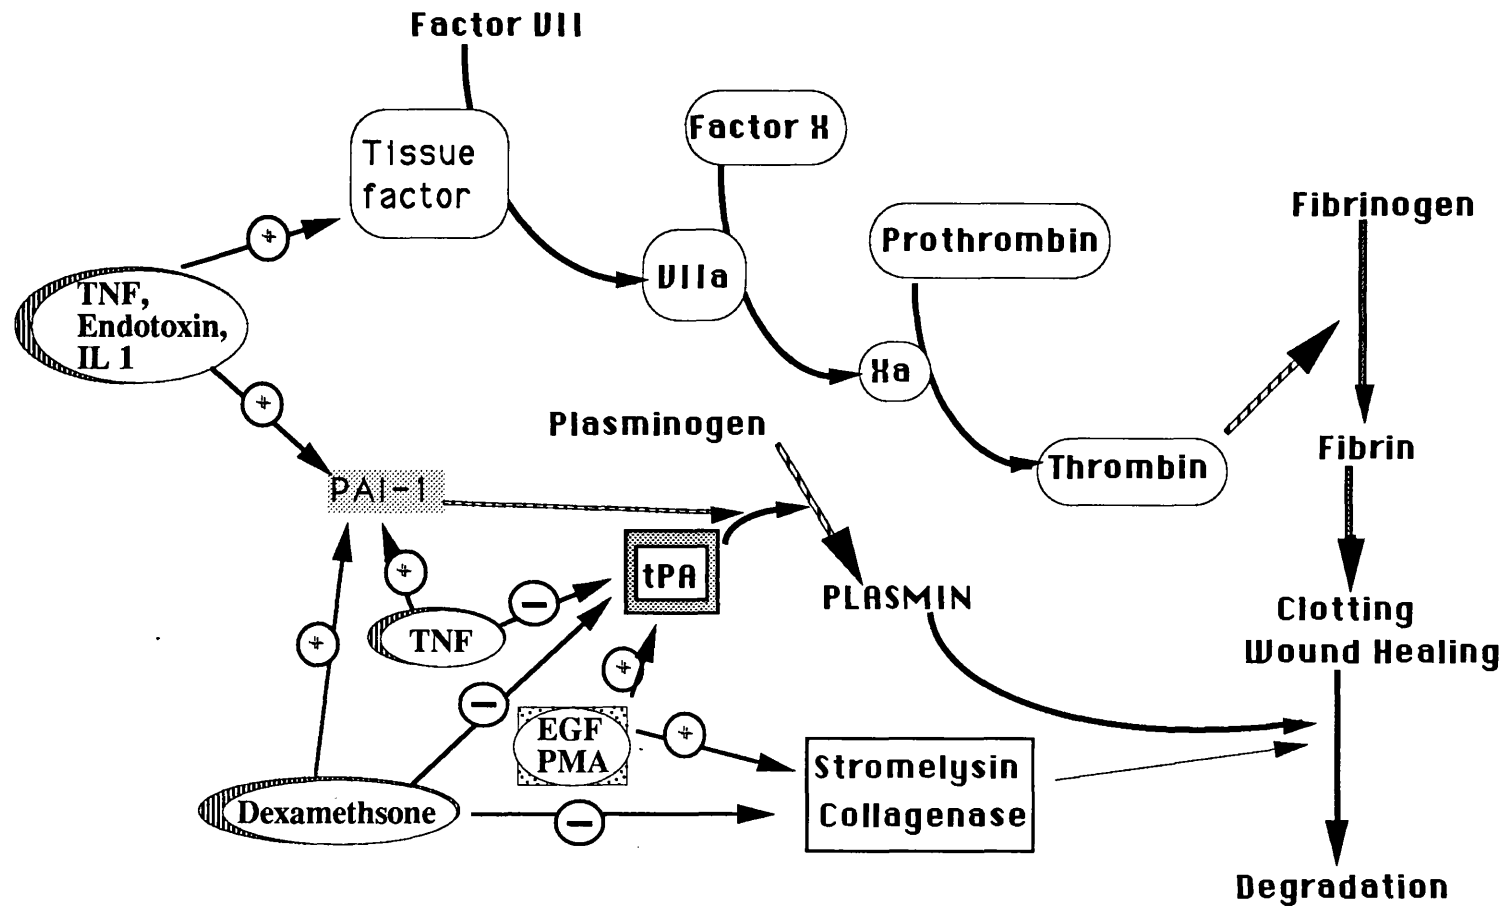 Factor VII
Tissue
factor
Factor X
Prothrombin
Fibrinogen
+
VIIa
TNF,
Endotoxin,
IL 1
Xa
+
Plasminogen
Fibrin
Thrombin
PAI-1
tPA
+
−
PLASMIN
Clotting
Wound Healing
TNF
+
+
−
EGF
PMA
+
Stromelysin
Collagenase
Dexamethsone
−
Degradation